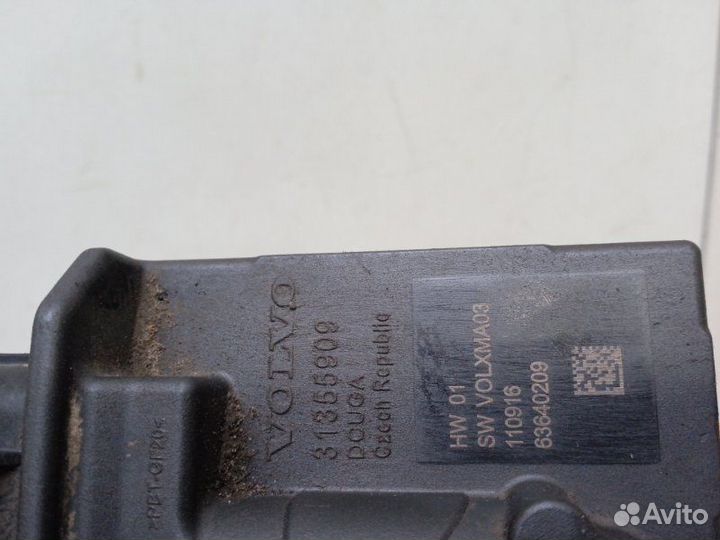 VOLVO
31355909
DOUGA
Czech Republic
HW 01
SW VOLXMA03
110916
63640209
Avito